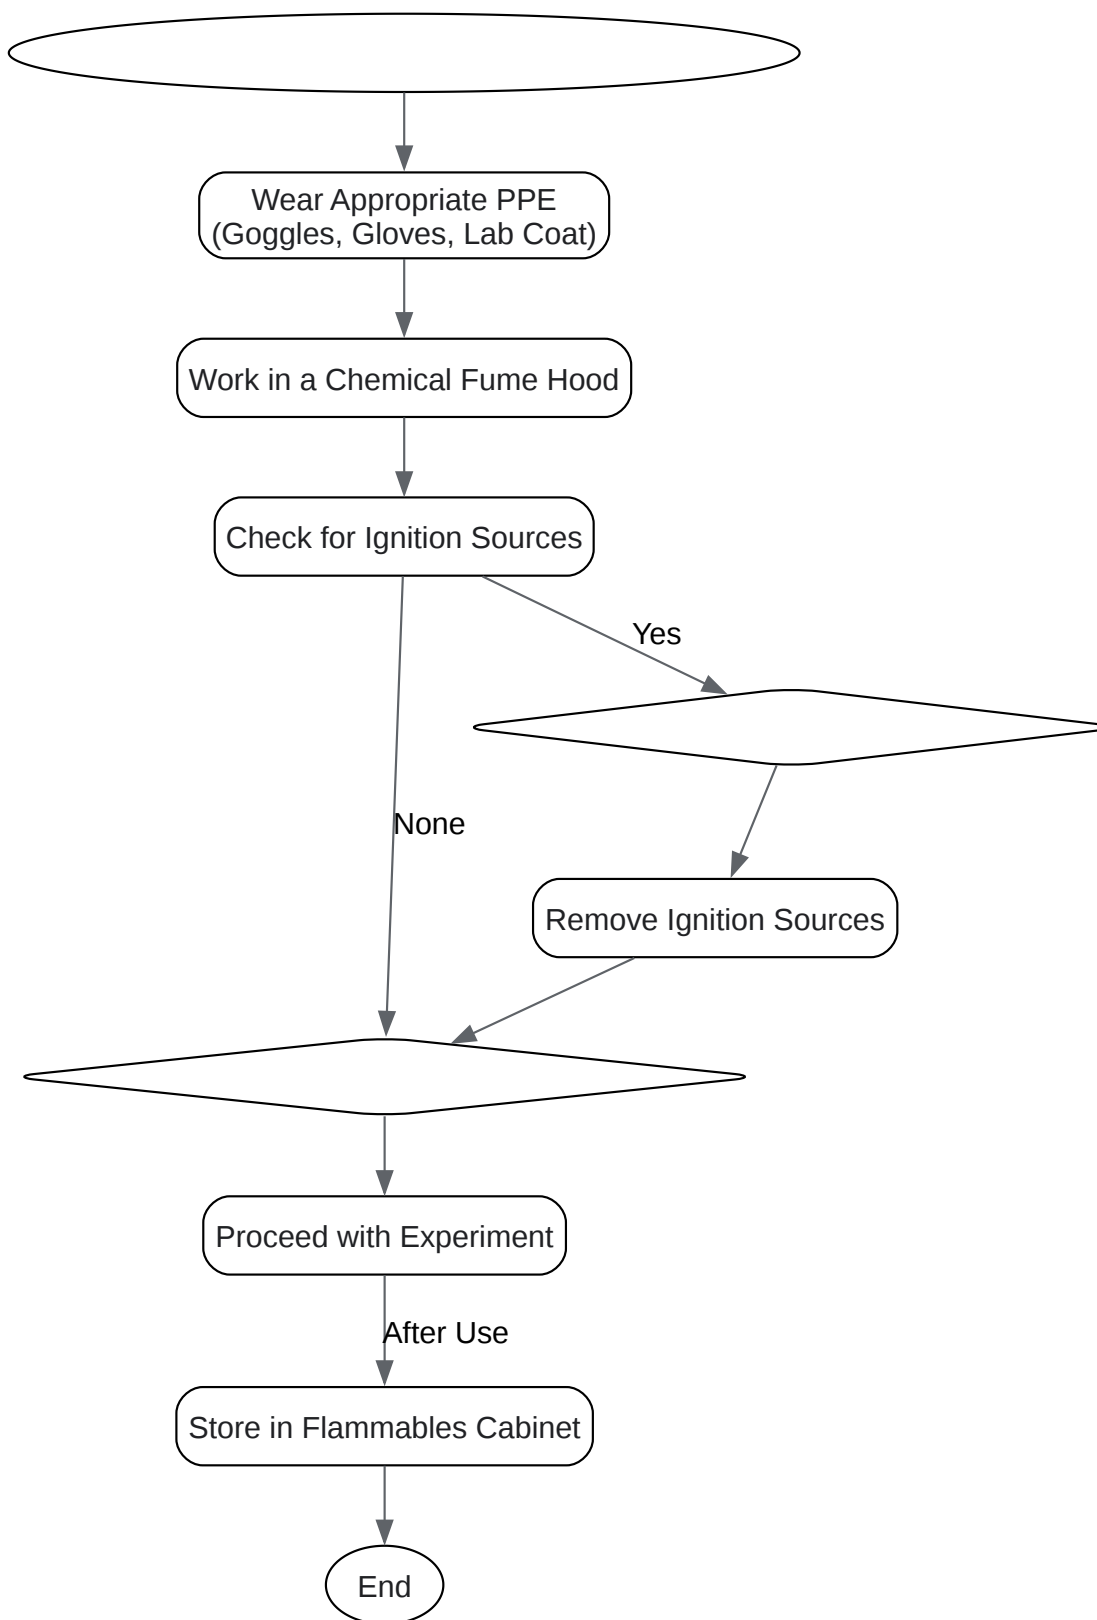 Wear Appropriate PPE
(Goggles, Gloves, Lab Coat)
Work in a Chemical Fume Hood
Check for Ignition Sources
Yes
None
Remove Ignition Sources
Proceed with Experiment
After Use
Store in Flammables Cabinet
End